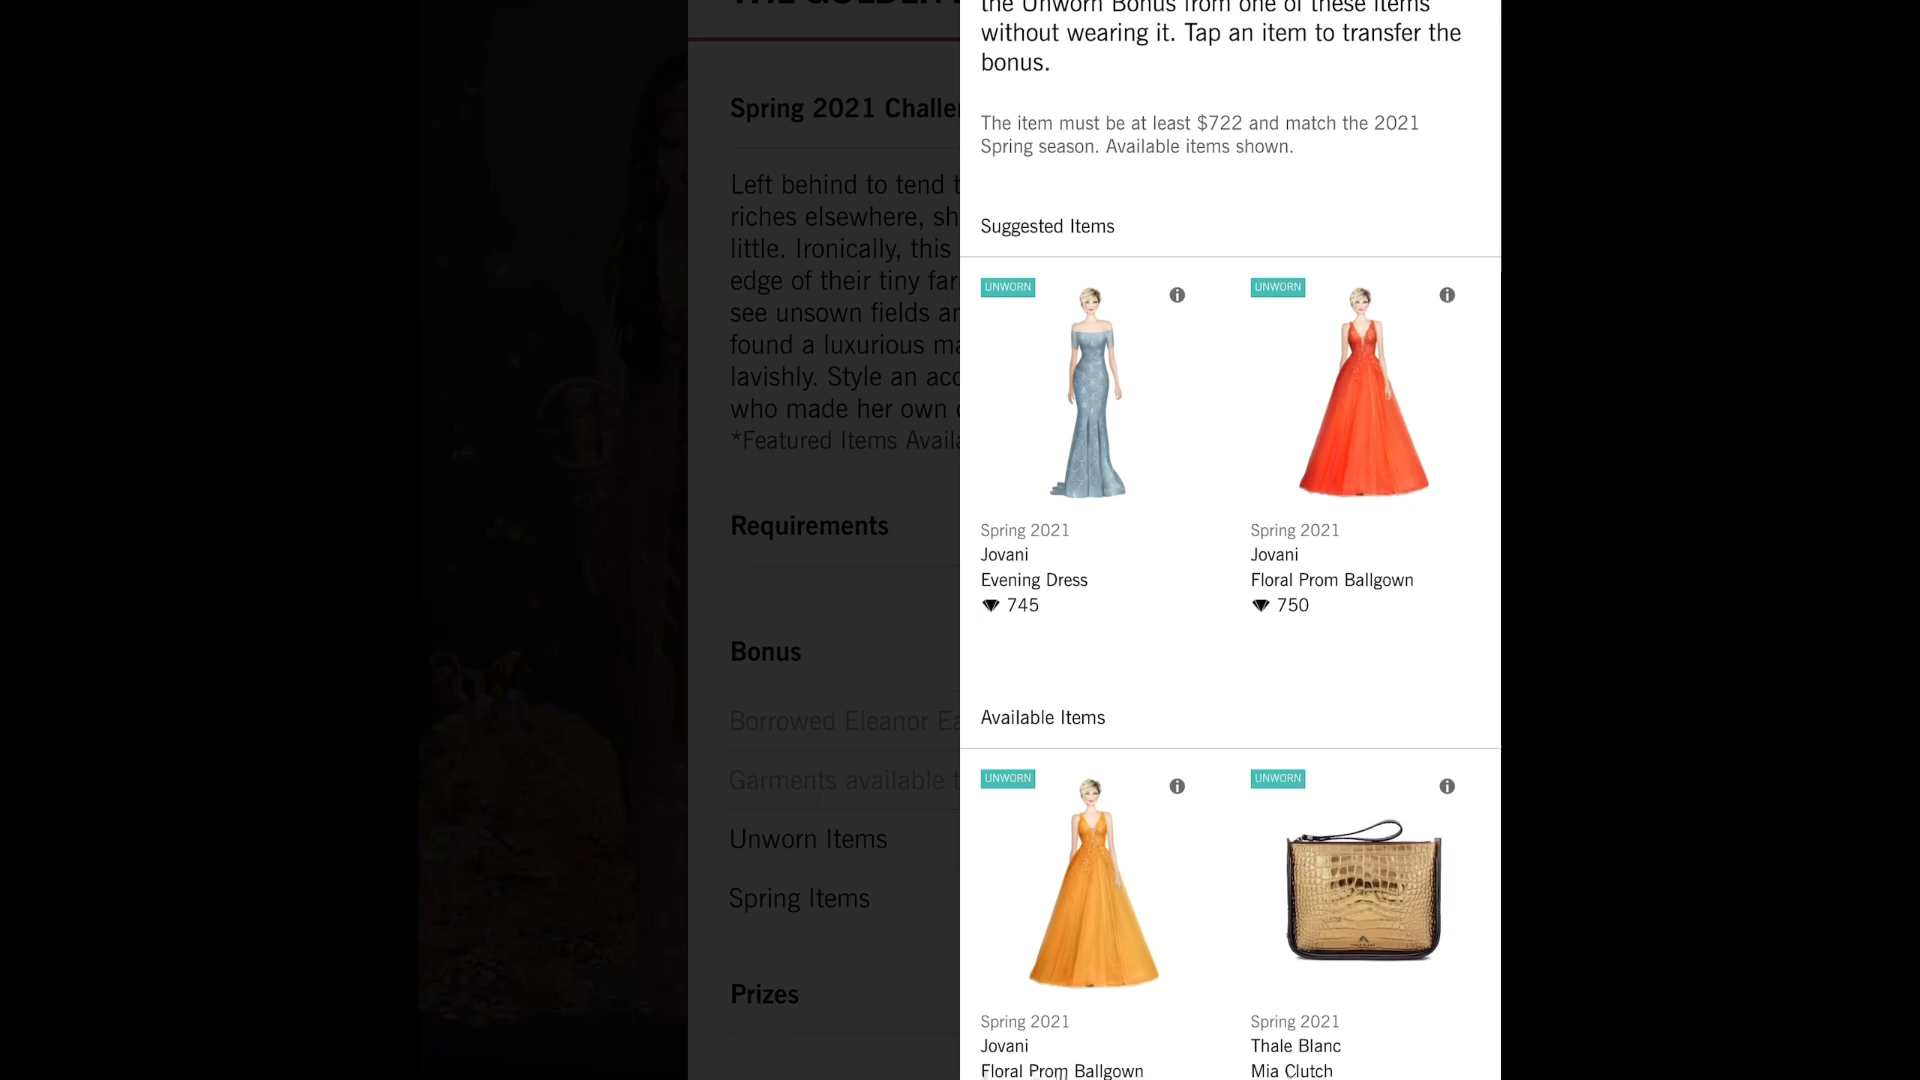 Spring 2021 Challe
Left behind to tend t
riches elsewhere, sh
little. Ironically, this
edge of their tiny far
see unsown fields ar
found a luxurious ma
lavishly. Style an acc
who made her own
*Featured Items Availa
Requirements
Bonus
Borrowed Eleanor Ea
Garments available t
Unworn Items
Spring Items
Prizes
the Unworn Bonus from one of these items
without wearing it. Tap an item to transfer the
bonus.
The item must be at least $722 and match the 2021
Spring season. Available items shown.
Suggested Items
UNWORN
Spring 2021
Jovani
Evening Dress
745
UNWORN
Spring 2021
Jovani
Floral Prom Ballgown
750
Available Items
UNWORN
Spring 2021
Jovani
Floral Prom Ballgown
UNWORN
Spring 2021
Thale Blanc
Mia Clutch